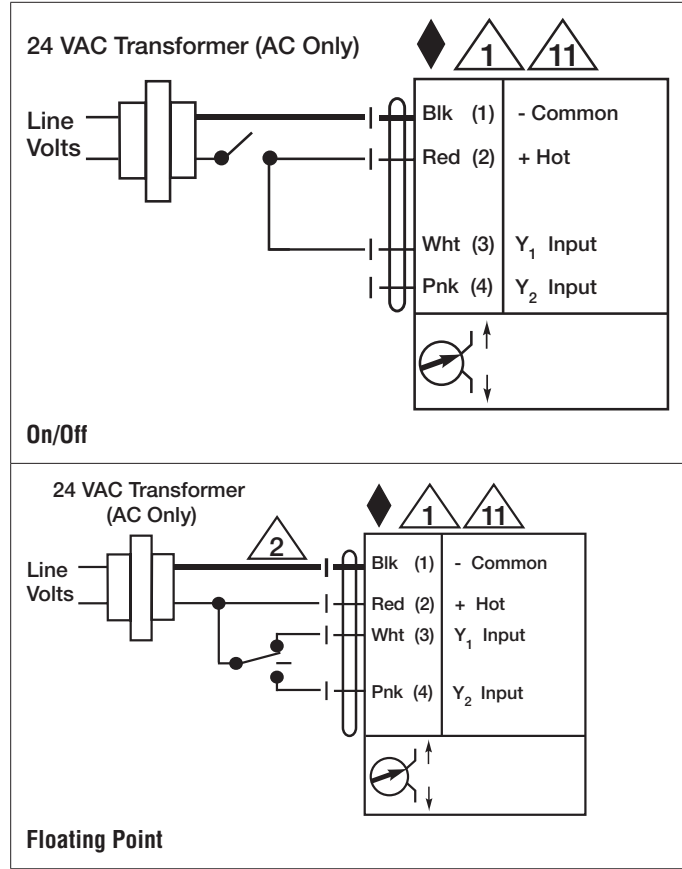 24 VAC Transformer (AC Only)
1
11
Line
Volts
Blk (1) - Common
Red (2) + Hot
Wht (3) Y1 Input
Pnk (4) Y2 Input
On/Off
24 VAC Transformer
(AC Only)
2
1
11
Line
Volts
Blk (1) - Common
Red (2) + Hot
Wht (3) Y1 Input
Pnk (4) Y2 Input
Floating Point